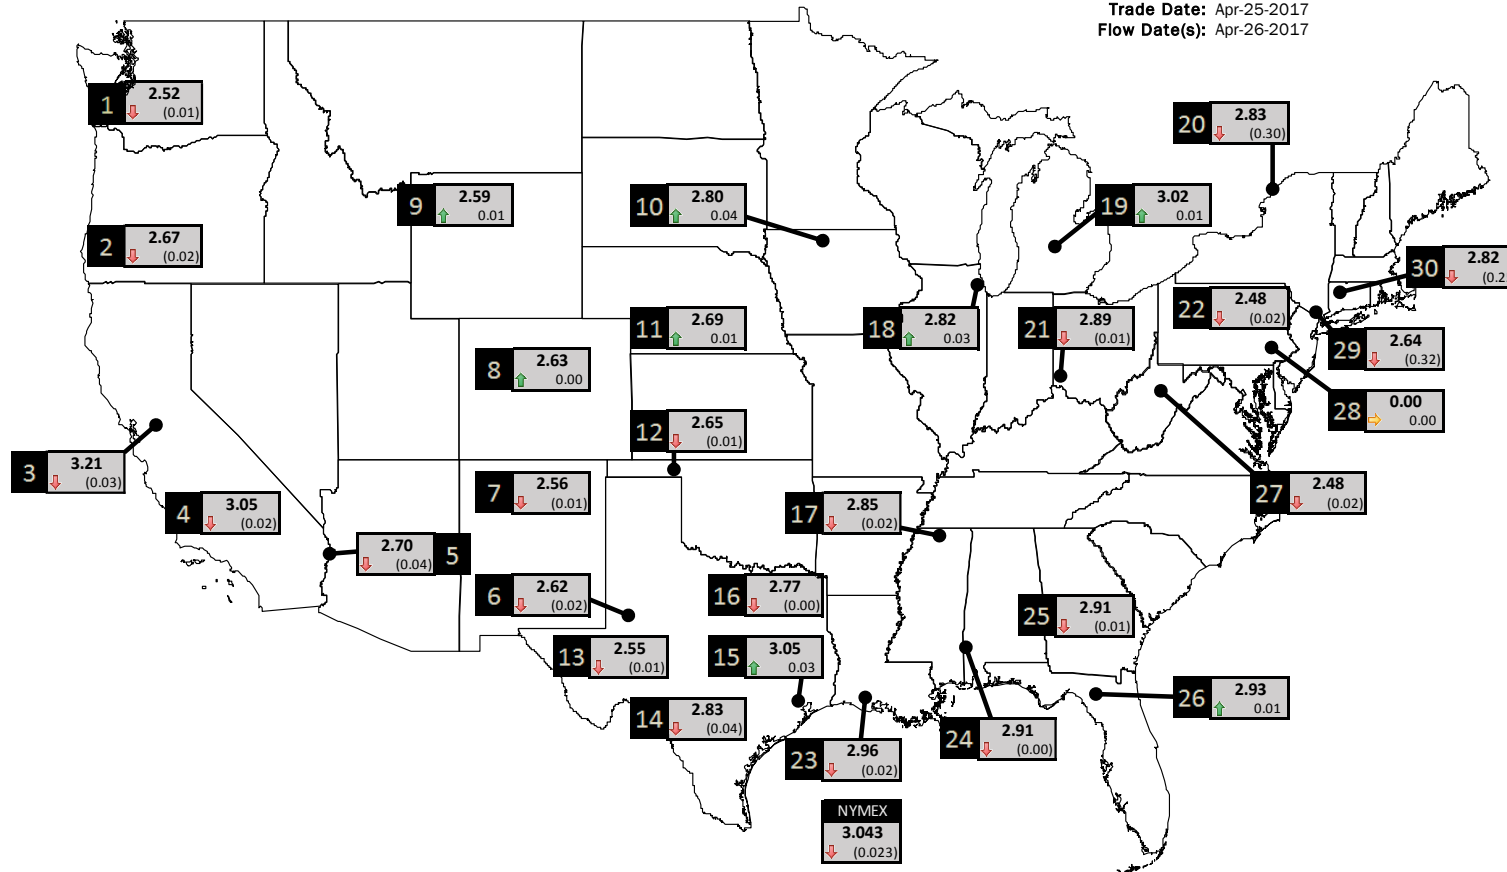 Trade Date: Apr-25-2017
Flow Date(s): Apr-26-2017
1 2.52 (0.01)
20 2.83 (0.30)
9 2.59 0.01
10 2.80 0.04
19 3.02 0.01
2 2.67 (0.02)
30 2.82 (0.2
22 2.48 (0.02)
11 2.69 0.01
18 2.82 0.03
21 2.89 (0.01)
29 2.64 (0.32)
8 2.63 0.00
28 0.00 0.00
12 2.65 (0.01)
3 3.21 (0.03)
7 2.56 (0.01)
27 2.48 (0.02)
4 3.05 (0.02)
17 2.85 (0.02)
2.70 (0.04) 5
6 2.62 (0.02)
16 2.77 (0.00)
25 2.91 (0.01)
13 2.55 (0.01)
15 3.05 0.03
26 2.93 0.01
14 2.83 (0.04)
24 2.91 (0.00)
23 2.96 (0.02)
NYMEX
3.043
(0.023)